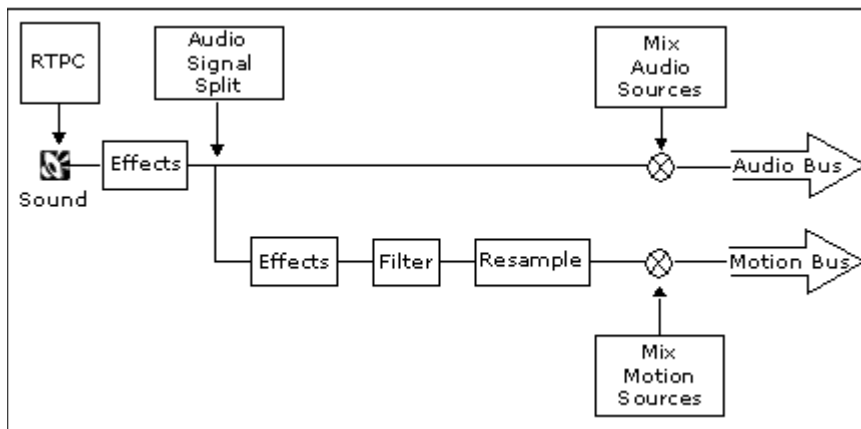 RTPC
Audio
Signal
Split
Mix
Audio
Sources
Sound
Effects
Audio Bus
Effects
Filter
Resample
Motion Bus
Mix
Motion
Sources